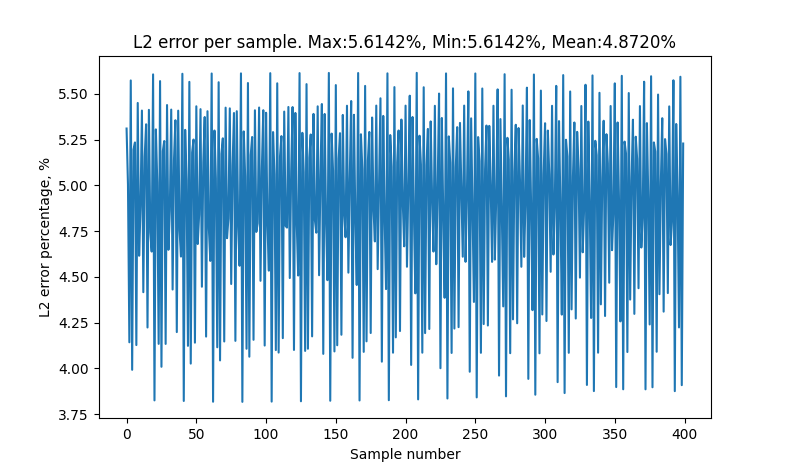 L2 error per sample. Max:5.6142%, Min:5.6142%, Mean:4.8720%
5.50
5.25
5.00
4.75
4.50
4.25
4.00
3.75
L2 error percentage, %
0 50 100 150 200 250 300 350 400
Sample number